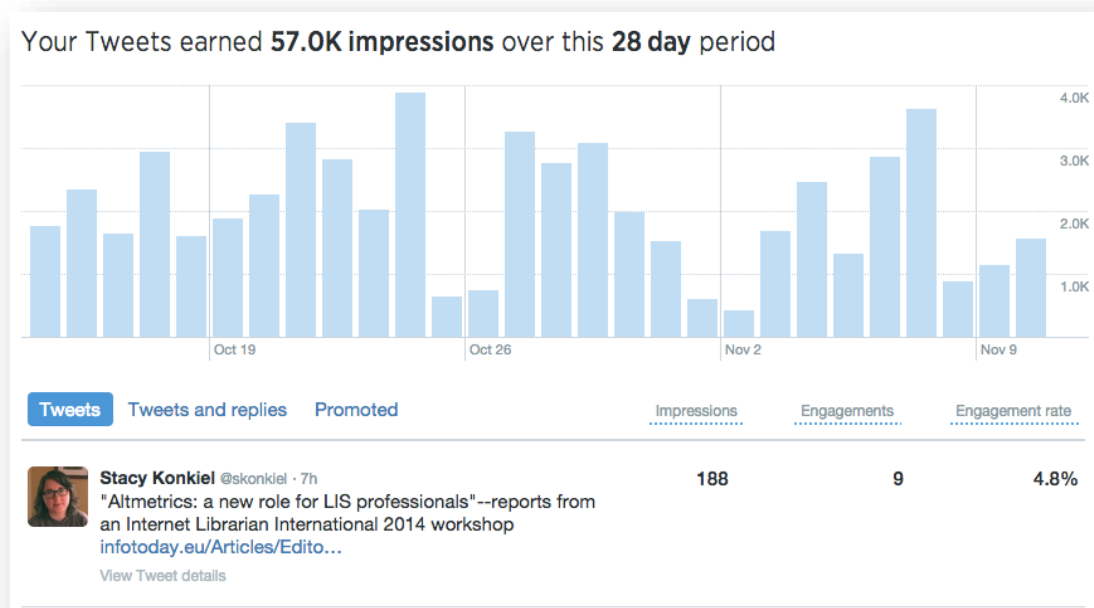 Your Tweets earned 57.0K impressions over this 28 day period
4.0K
3.0K
2.0K
1.0K
Oct 19 Oct 26 Nov 2 Nov 9
Tweets Tweets and replies Promoted Impressions Engagements Engagement rate
Stacy Konkiel @skonkiel · 7h 188 9 4.8%
"Altmetrics: a new role for LIS professionals"--reports from
an Internet Librarian International 2014 workshop
infotoday.eu/Articles/Edito…
View Tweet details